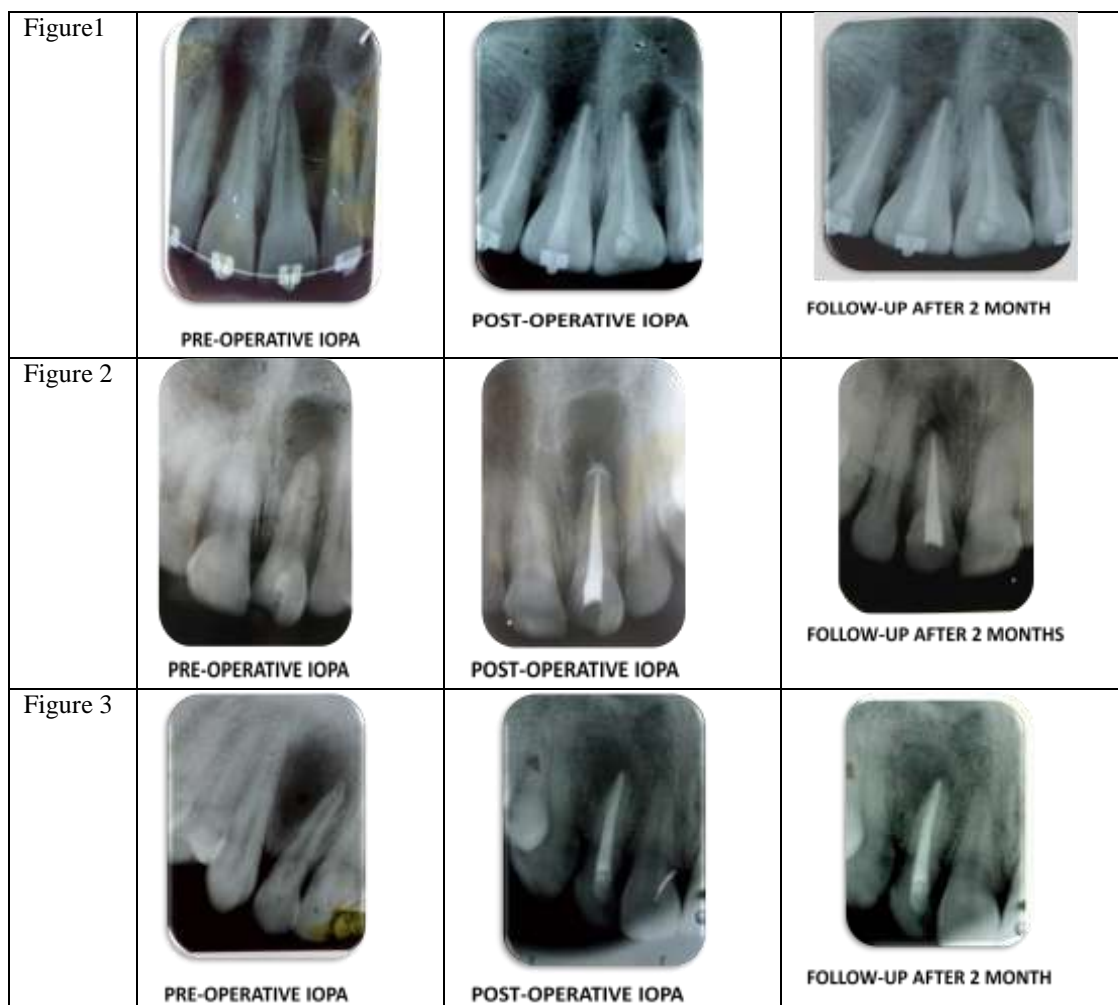 Figure1
PRE-OPERATIVE IOPA
POST-OPERATIVE IOPA
FOLLOW-UP AFTER 2 MONTH
Figure 2
PRE-OPERATIVE IOPA
POST-OPERATIVE IOPA
FOLLOW-UP AFTER 2 MONTHS
Figure 3
PRE-OPERATIVE IOPA
POST-OPERATIVE IOPA
FOLLOW-UP AFTER 2 MONTH